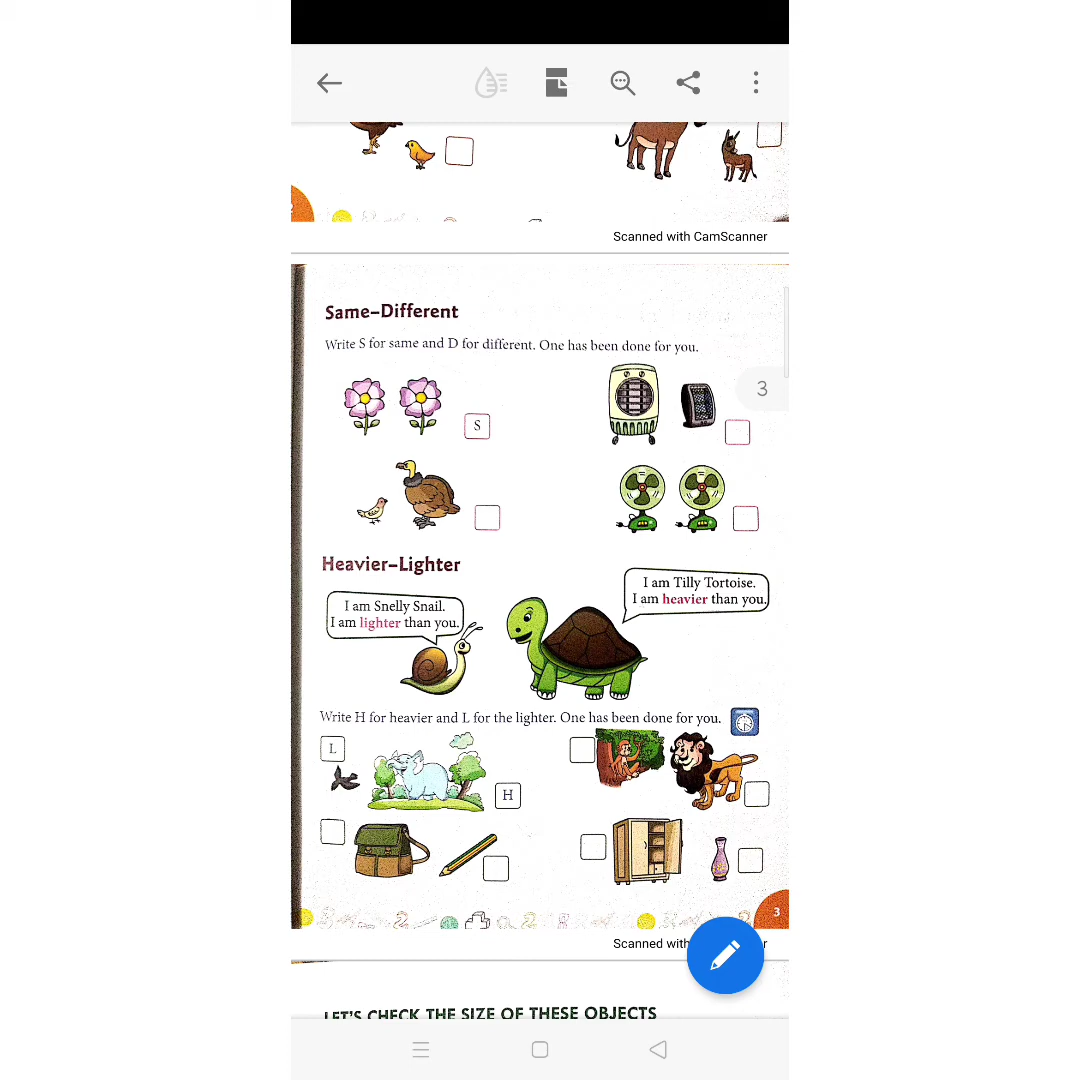 Scanned with CamScanner
Same–Different
Write S for same and D for different. One has been done for you.
3
S
Heavier–Lighter
I am Tilly Tortoise.
I am heavier than you.
I am Snelly Snail.
I am lighter than you.
Write H for heavier and L for the lighter. One has been done for you.
L
H
3
Scanned with
LET'S CHECK THE SIZE OF THESE OBJECTS